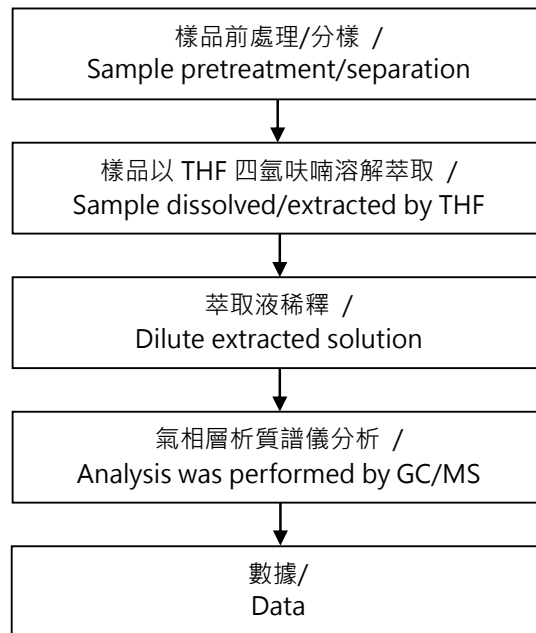 樣品前處理/分樣 /
Sample pretreatment/separation
樣品以 THF 四氫呋喃溶解萃取 /
Sample dissolved/extracted by THF
萃取液稀釋 /
Dilute extracted solution
氣相層析質譜儀分析 /
Analysis was performed by GC/MS
數據/
Data